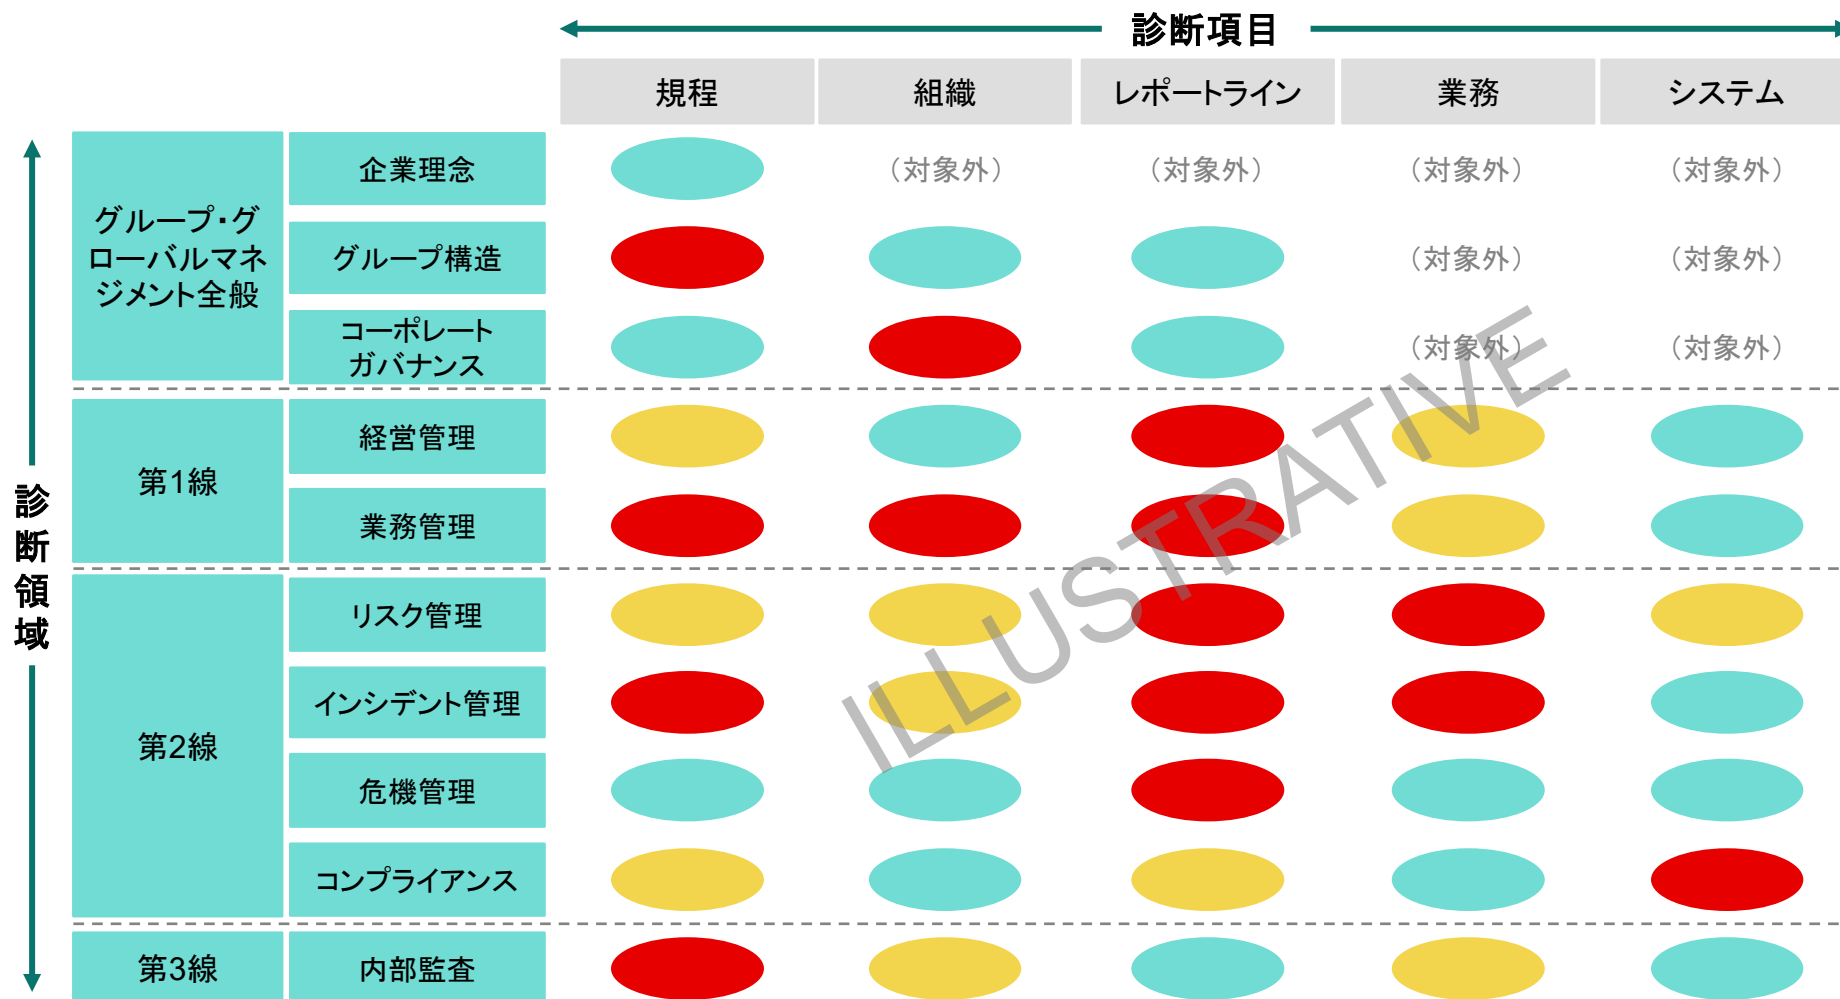 診断項目
規程
組織
レポートライン
業務
システム
診断領域
グループ・グ
ローバルマネ
ジメント全般
企業理念
(対象外)
(対象外)
(対象外)
(対象外)
グループ構造
(対象外)
(対象外)
コーポレート
ガバナンス
(対象外)
(対象外)
第1線
経営管理
業務管理
第2線
リスク管理
インシデント管理
危機管理
コンプライアンス
第3線
内部監査
ILLUSTRATIVE